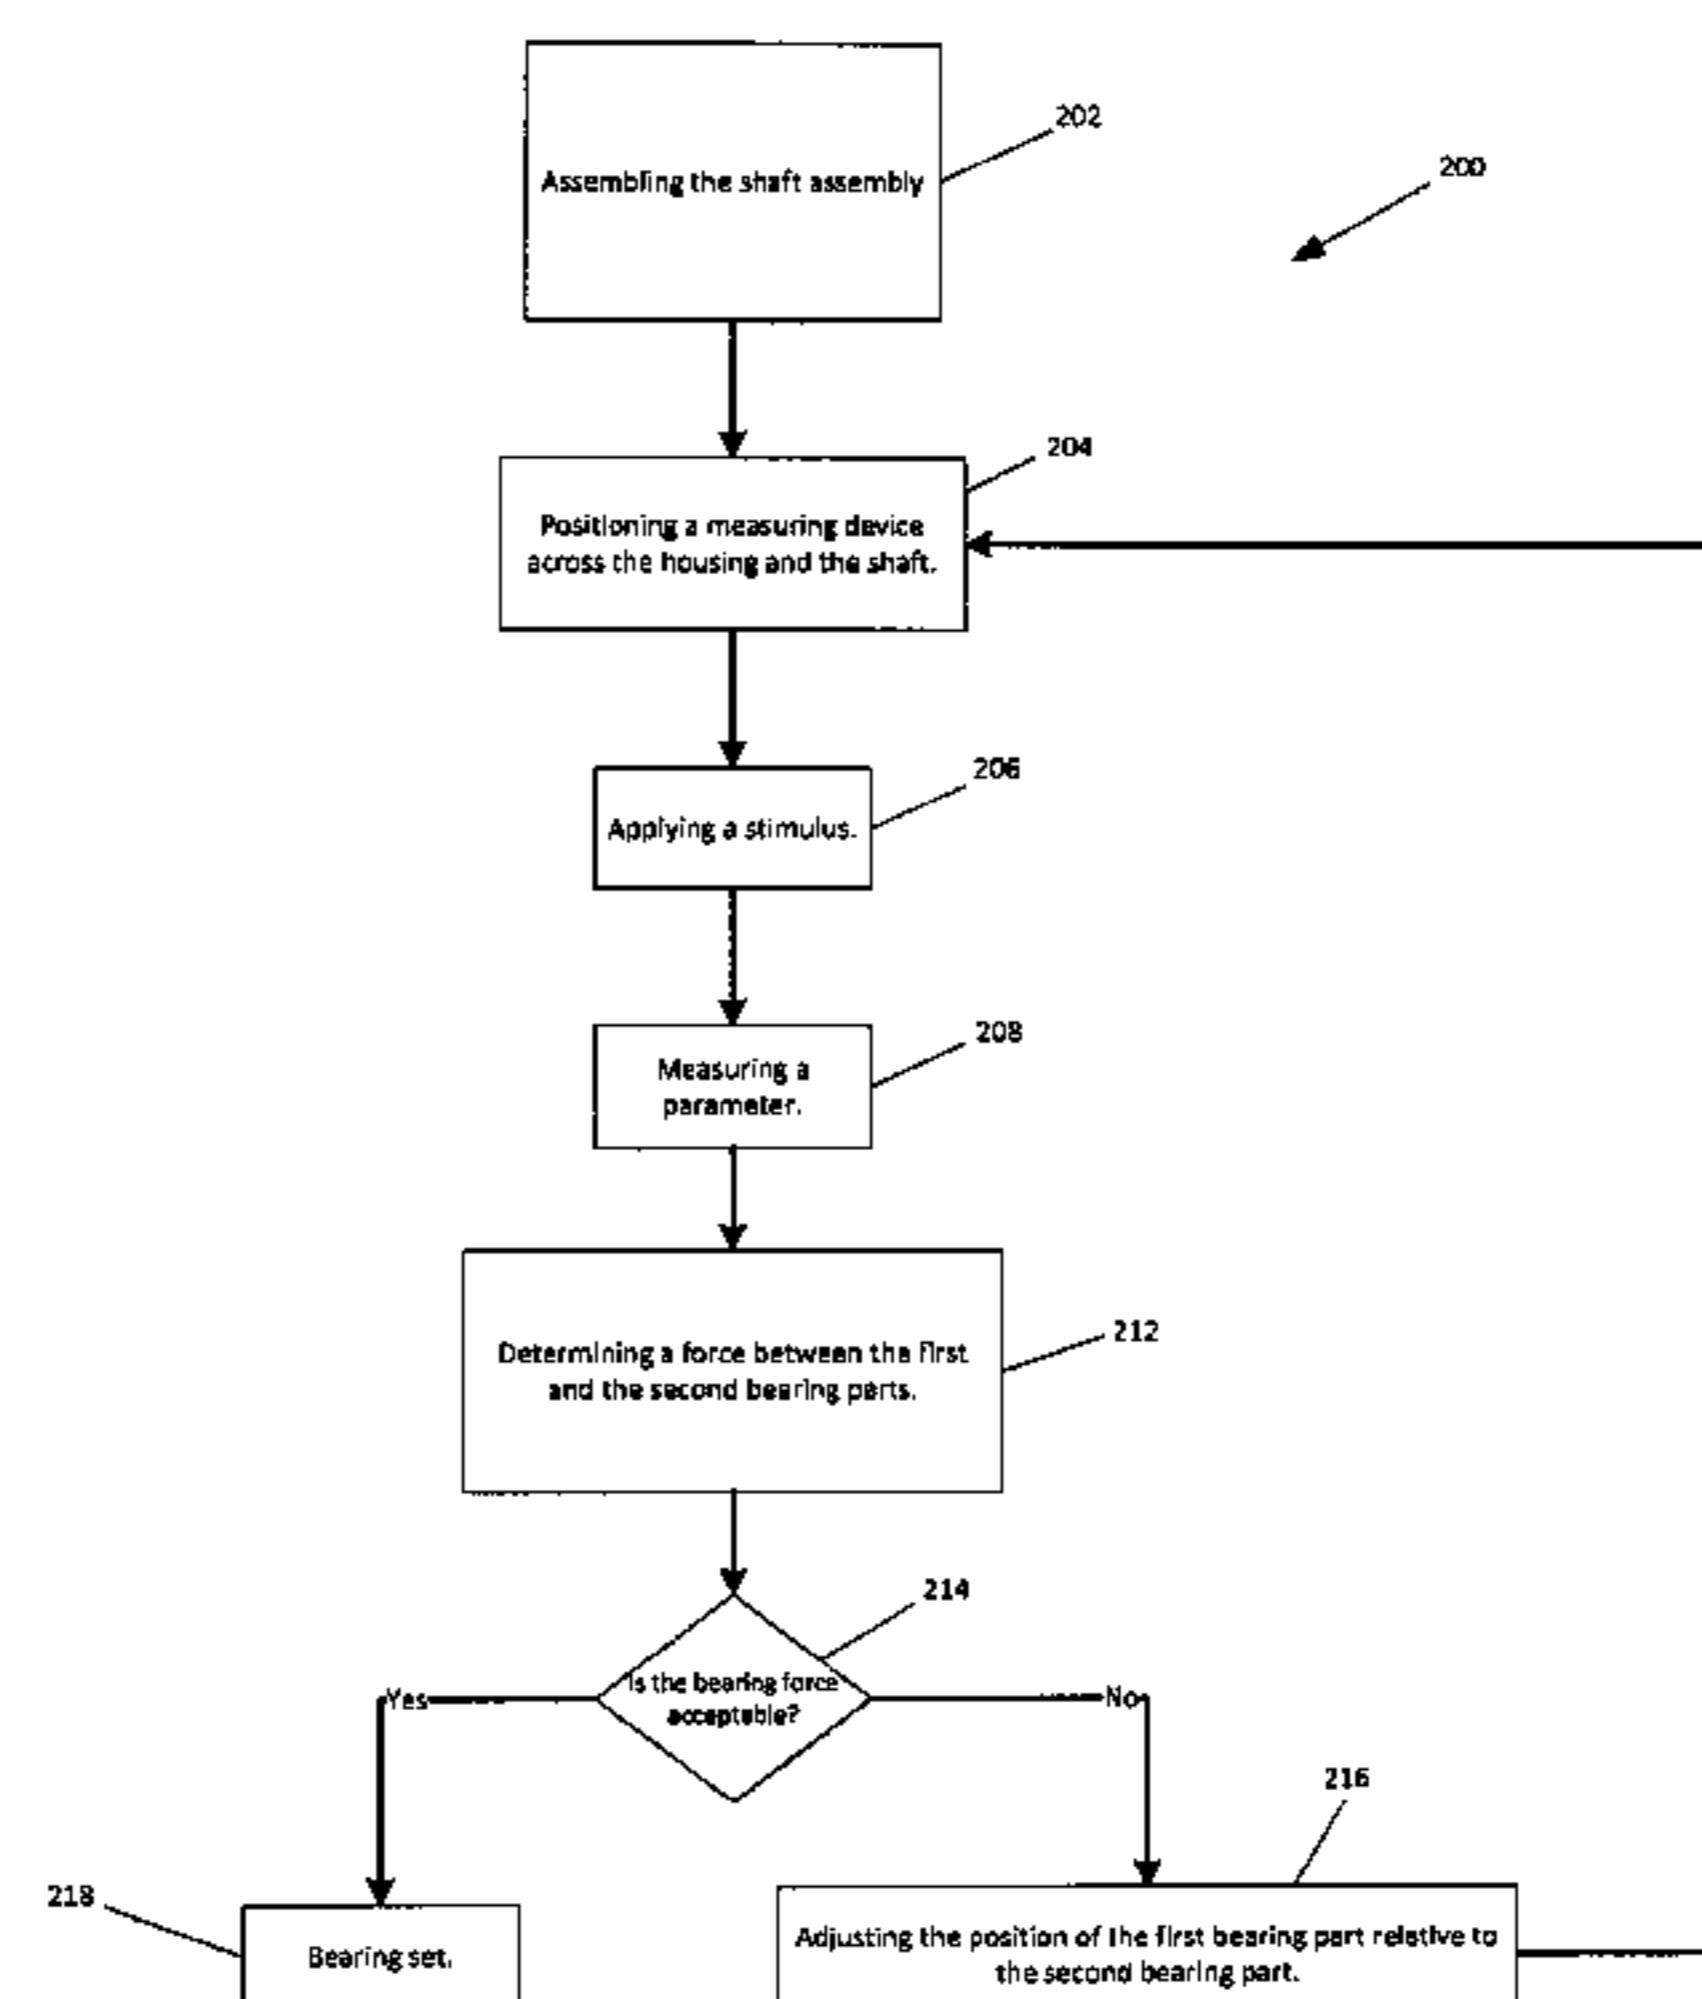 202
200
Assembling the shaft assembly
204
Positioning a measuring device
across the housing and the shaft.
206
Applying a stimulus.
208
Measuring a
parameter.
212
Determining a force between the first
and the second bearing parts.
214
Is the bearing force
acceptable?
Yes
No
216
218
Adjusting the position of the first bearing part relative to
the second bearing part.
Bearing set.